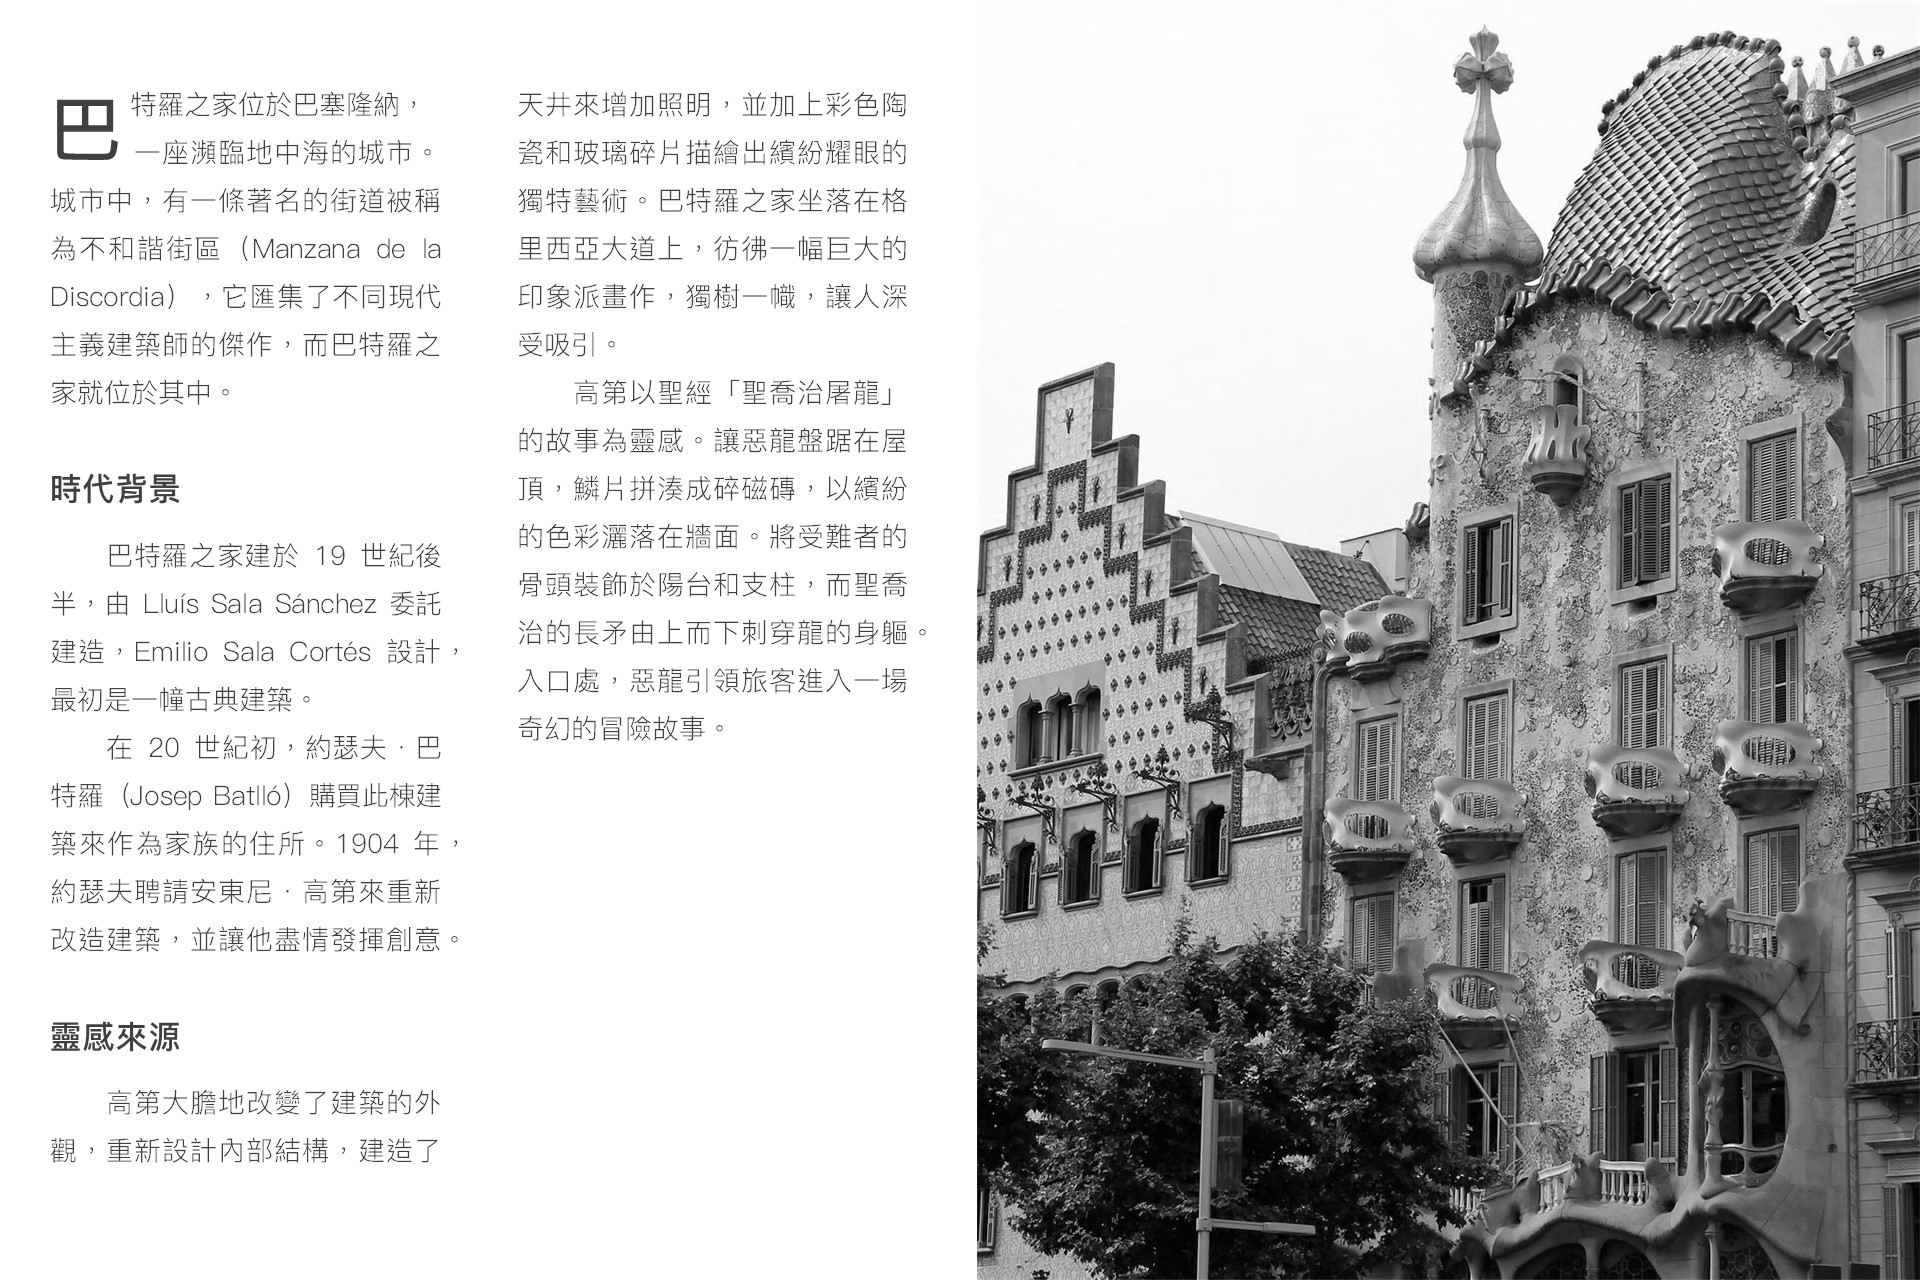 巴特羅之家位於巴塞隆納，
一座瀕臨地中海的城市。
城市中，有一條著名的街道被稱
為不和諧街區（Manzana de la
Discordia），它匯集了不同現代
主義建築師的傑作，而巴特羅之
家就位於其中。
時代背景
巴特羅之家建於 19 世紀後
半，由 Lluís Sala Sánchez 委託
建造，Emilio Sala Cortés 設計，
最初是一幢古典建築。
在 20 世紀初，約瑟夫．巴
特羅（Josep Batlló）購買此棟建
築來作為家族的住所。1904 年，
約瑟夫聘請安東尼．高第來重新
改造建築，並讓他盡情發揮創意。
靈感來源
高第大膽地改變了建築的外
觀，重新設計內部結構，建造了
天井來增加照明，並加上彩色陶
瓷和玻璃碎片描繪出繽紛耀眼的
獨特藝術。巴特羅之家坐落在格
里西亞大道上，彷彿一幅巨大的
印象派畫作，獨樹一幟，讓人深
受吸引。
高第以聖經「聖喬治屠龍」
的故事為靈感。讓惡龍盤踞在屋
頂，鱗片拼湊成碎磁磚，以繽紛
的色彩灑落在牆面。將受難者的
骨頭裝飾於陽台和支柱，而聖喬
治的長矛由上而下刺穿龍的身軀。
入口處，惡龍引領旅客進入一場
奇幻的冒險故事。